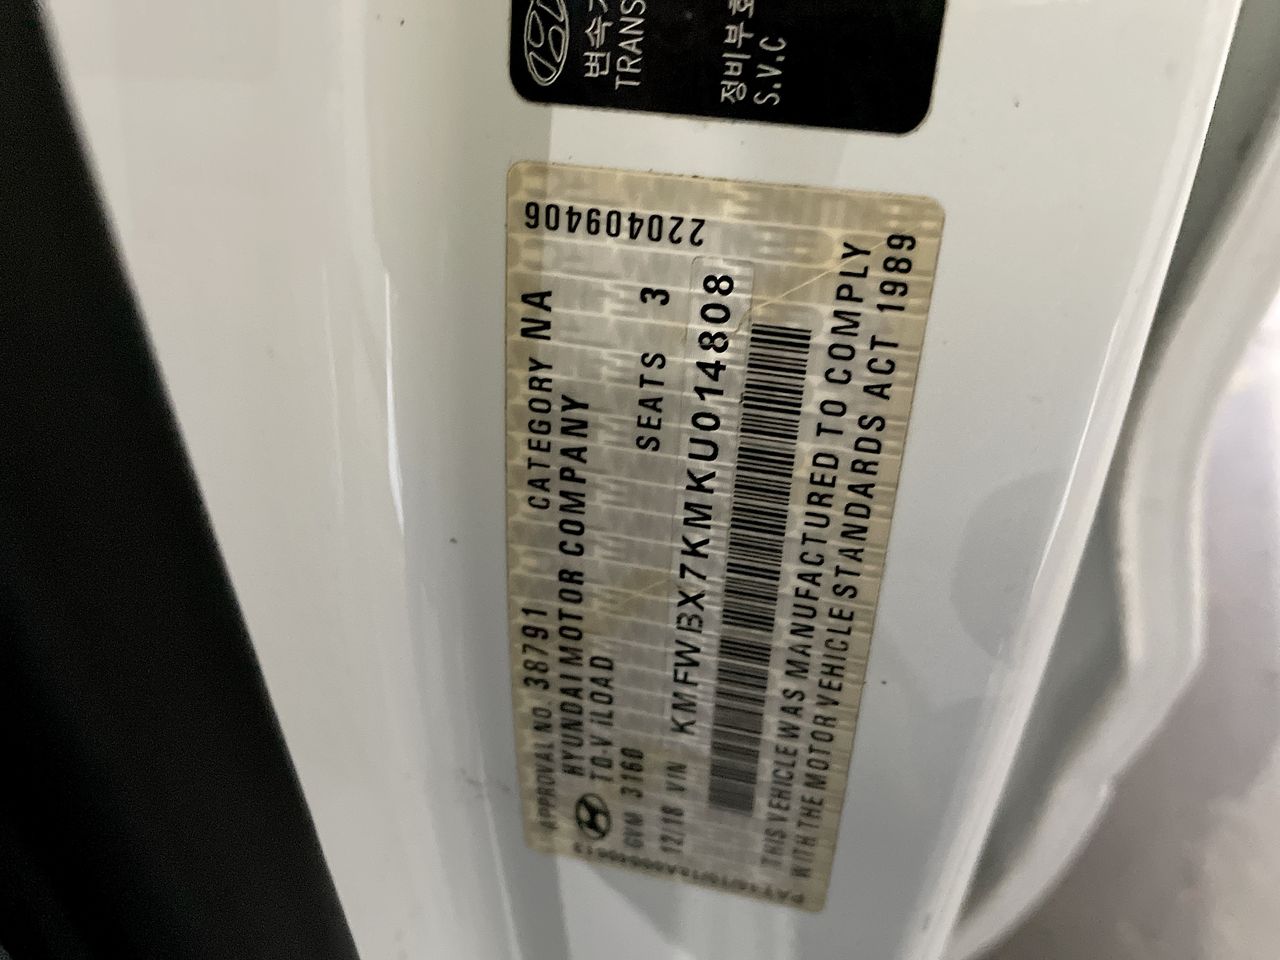 변속기
TRANS
정비부호
S.V.C
220409406
APPROVAL NO. 38791 CATEGORY NA
HYUNDAI MOTOR COMPANY
TQ-V iLOAD
GVM 3160 SEATS 3
12/18 VIN KMFWBX7KMKU014808
THIS VEHICLE WAS MANUFACTURED TO COMPLY
WITH THE MOTOR VEHICLE STANDARDS ACT 1989